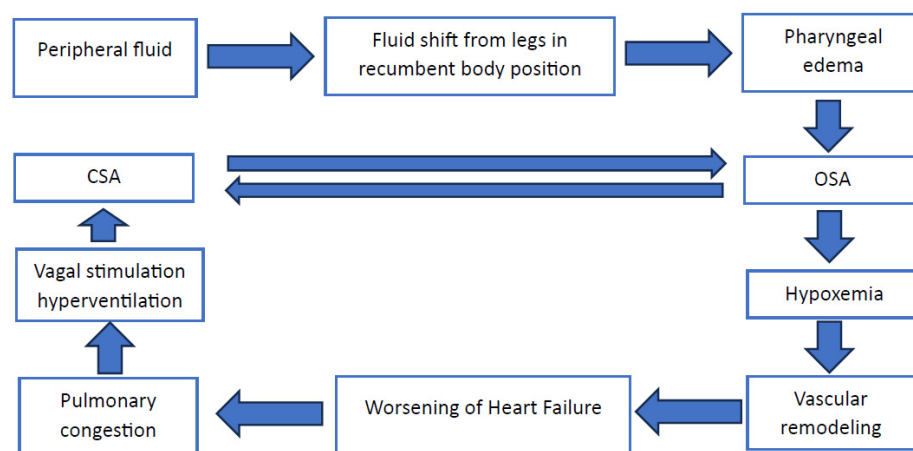 Peripheral fluid
Fluid shift from legs in
recumbent body position
Pharyngeal
edema
CSA
OSA
Vagal stimulation
hyperventilation
Hypoxemia
Pulmonary
congestion
Worsening of Heart Failure
Vascular
remodeling